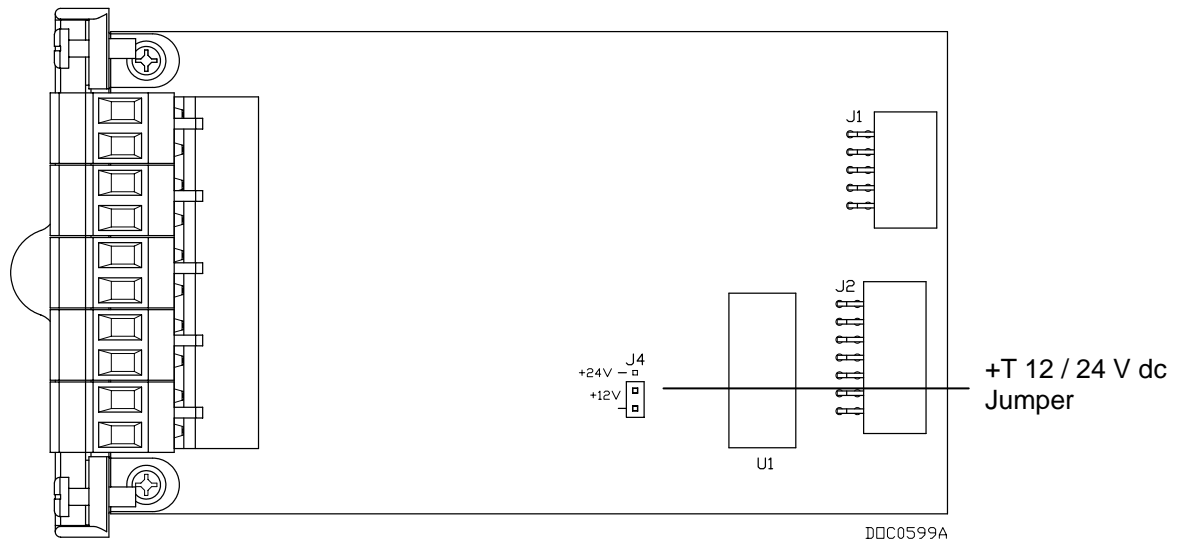 J1
J2
J4
+24V
+12V
+T 12 / 24 V dc
Jumper
U1
DOC0599A